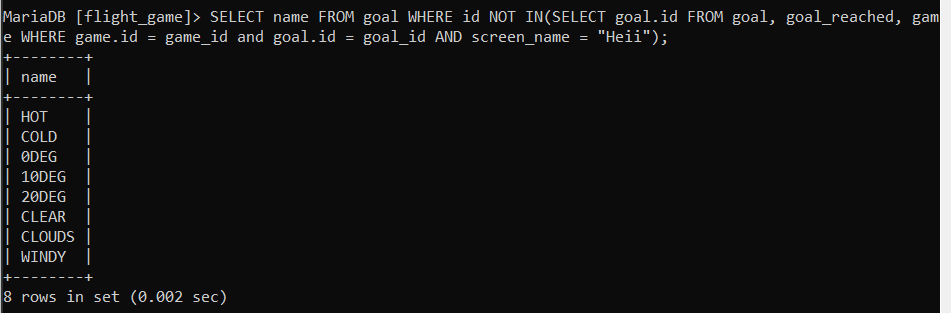 MariaDB [flight_game]> SELECT name FROM goal WHERE id NOT IN(SELECT goal.id FROM goal, goal_reached, gam
e WHERE game.id = game_id and goal.id = goal_id AND screen_name = "Heii");
+--------+
| name   |
+--------+
| HOT    |
| COLD   |
| 0DEG   |
| 10DEG  |
| 20DEG  |
| CLEAR  |
| CLOUDS |
| WINDY  |
+--------+
8 rows in set (0.002 sec)